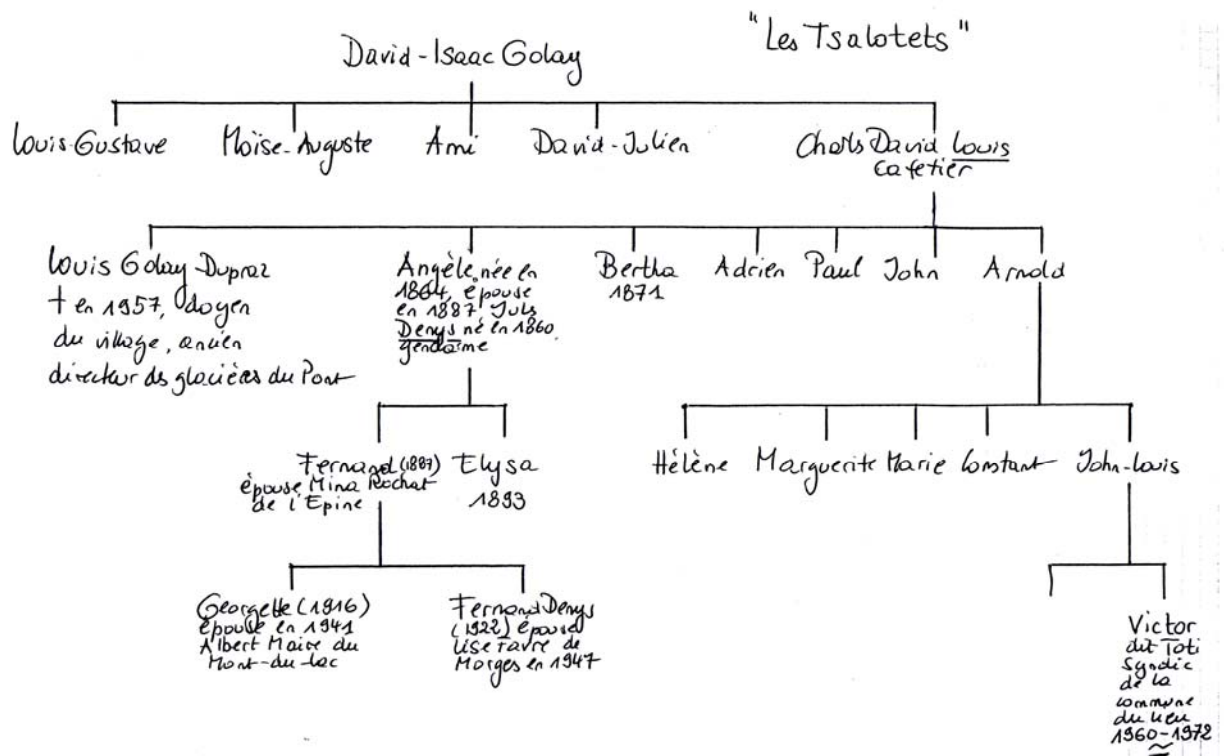 "Les Tsalotets"
David-Isaac Golay
Louis-Gustave
Moïse-Auguste
Ami
David-Julien
Charls David Louis
Cafetier
Louis Golay-Dupraz
† en 1957, doyen
du village, ancien
directeur ds glacières du Pont
Angèle, née en
1864, épouse
en 1887, Juls
Denys né en 1860,
gendarme
Bertha
1871
Adrien
Paul
John
Arnold
Fernand (1887)
épouse Mina Rochat
de l'Epine
Elysa
1893
Hélène
Marguerite
Marie
Constant
John-Louis
Georgette (1916)
épouse en 1941
Albert Maire du
Mont-du-Lac
Fernand Denys
(1922) épouse
Lise Favre de
Morges en 1947
Victor
dit Toti
Syndic
de la
commune
du Lieu
1960-1972